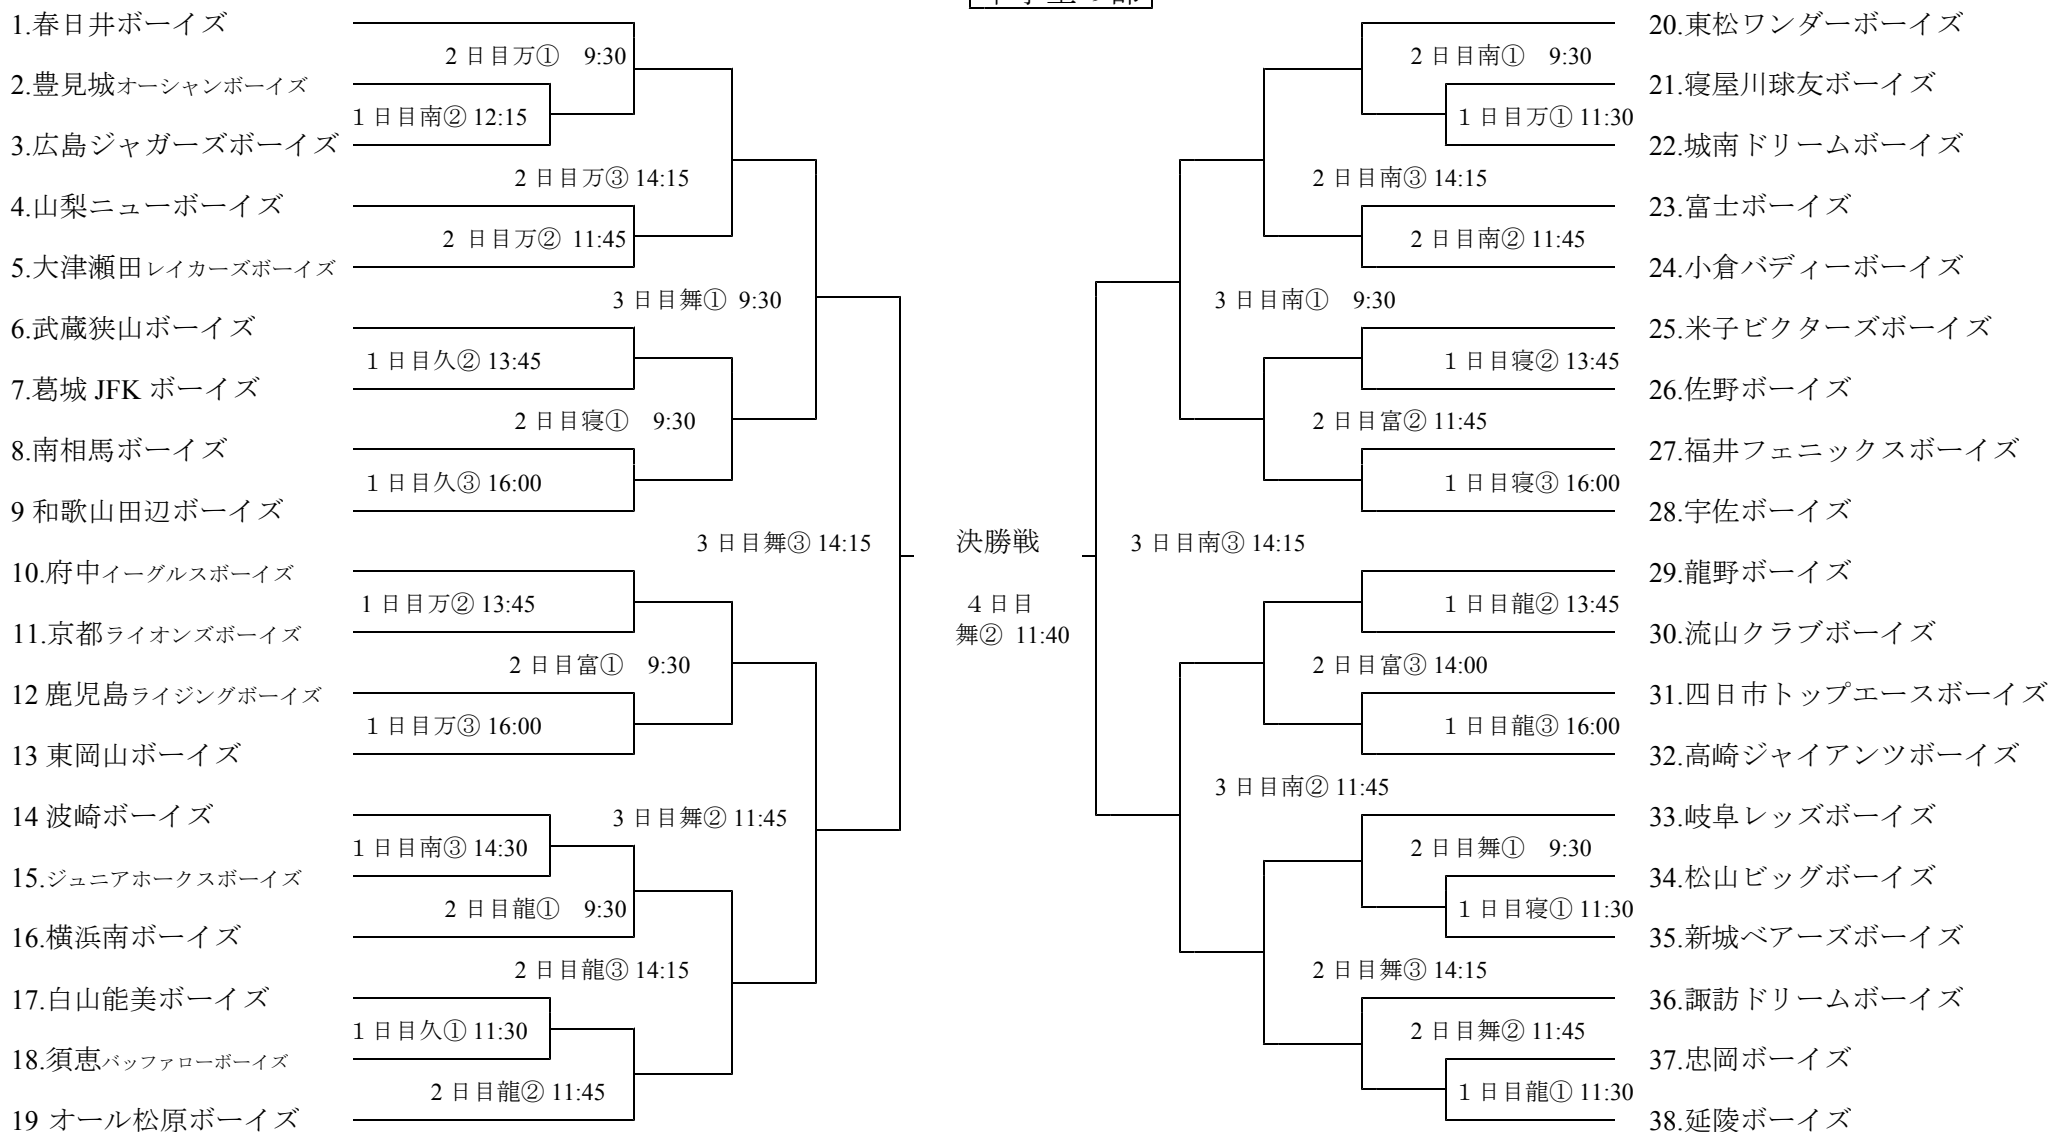 1.春日井ボーイズ
2日目万① 9:30
2.豊見城オーシャンボーイズ
1日目南② 12:15
3.広島ジャガーズボーイズ
2日目万③ 14:15
4.山梨ニューボーイズ
2日目万② 11:45
5.大津瀬田レイカーズボーイズ
3日目舞① 9:30
6.武蔵狭山ボーイズ
1日目久② 13:45
7.葛城 JFK ボーイズ
2日目寝① 9:30
8.南相馬ボーイズ
1日目久③ 16:00
9 和歌山田辺ボーイズ
3日目舞③ 14:15
10.府中イーグルスボーイズ
1日目万② 13:45
11.京都ライオンズボーイズ
2日目富① 9:30
12 鹿児島ライジングボーイズ
1日目万③ 16:00
13 東岡山ボーイズ
14 波崎ボーイズ
3日目舞② 11:45
1日目南③ 14:30
15.ジュニアホークスボーイズ
2日目龍① 9:30
16.横浜南ボーイズ
2日目龍③ 14:15
17.白山能美ボーイズ
1日目久① 11:30
18.須恵バッファローボーイズ
2日目龍② 11:45
19 オール松原ボーイズ
決勝戦
4日目
舞② 11:40
20.東松ワンダーボーイズ
2日目南① 9:30
21.寝屋川球友ボーイズ
1日目万① 11:30
22.城南ドリームボーイズ
2日目南③ 14:15
23.富士ボーイズ
2日目南② 11:45
24.小倉バディーボーイズ
3日目南① 9:30
25.米子ビクターズボーイズ
1日目寝② 13:45
26.佐野ボーイズ
2日目富② 11:45
27.福井フェニックスボーイズ
1日目寝③ 16:00
28.宇佐ボーイズ
3日目南③ 14:15
29.龍野ボーイズ
1日目龍② 13:45
30.流山クラブボーイズ
2日目富③ 14:00
31.四日市トップエースボーイズ
1日目龍③ 16:00
32.高崎ジャイアンツボーイズ
3日目南② 11:45
33.岐阜レッズボーイズ
2日目舞① 9:30
34.松山ビッグボーイズ
1日目寝① 11:30
35.新城ベアーズボーイズ
2日目舞③ 14:15
36.諏訪ドリームボーイズ
2日目舞② 11:45
37.忠岡ボーイズ
1日目龍① 11:30
38.延陵ボーイズ